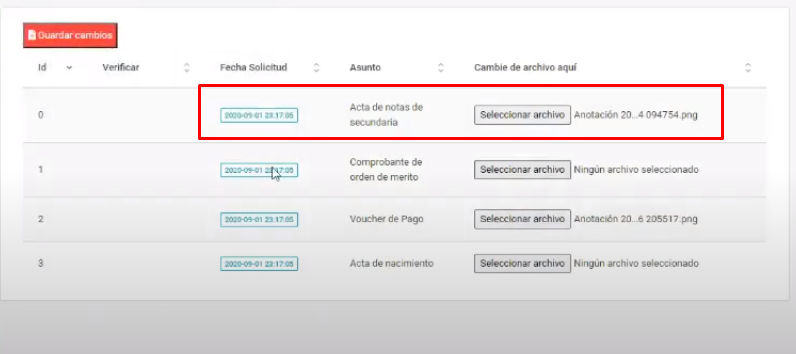 Guardar cambios
Id Verificar Fecha Solicitud Asunto Cambie de archivo aquí
0 2020-09-01 23:17:05 Acta de notas de secundaria Seleccionar archivo Anotación 20...4 094754.png
1 2020-09-01 23:17:05 Comprobante de orden de merito Seleccionar archivo Ningún archivo seleccionado
2 2020-09-01 23:17:05 Voucher de Pago Seleccionar archivo Anotación 20...6 205517.png
3 2020-09-01 23:17:05 Acta de nacimiento Seleccionar archivo Ningún archivo seleccionado